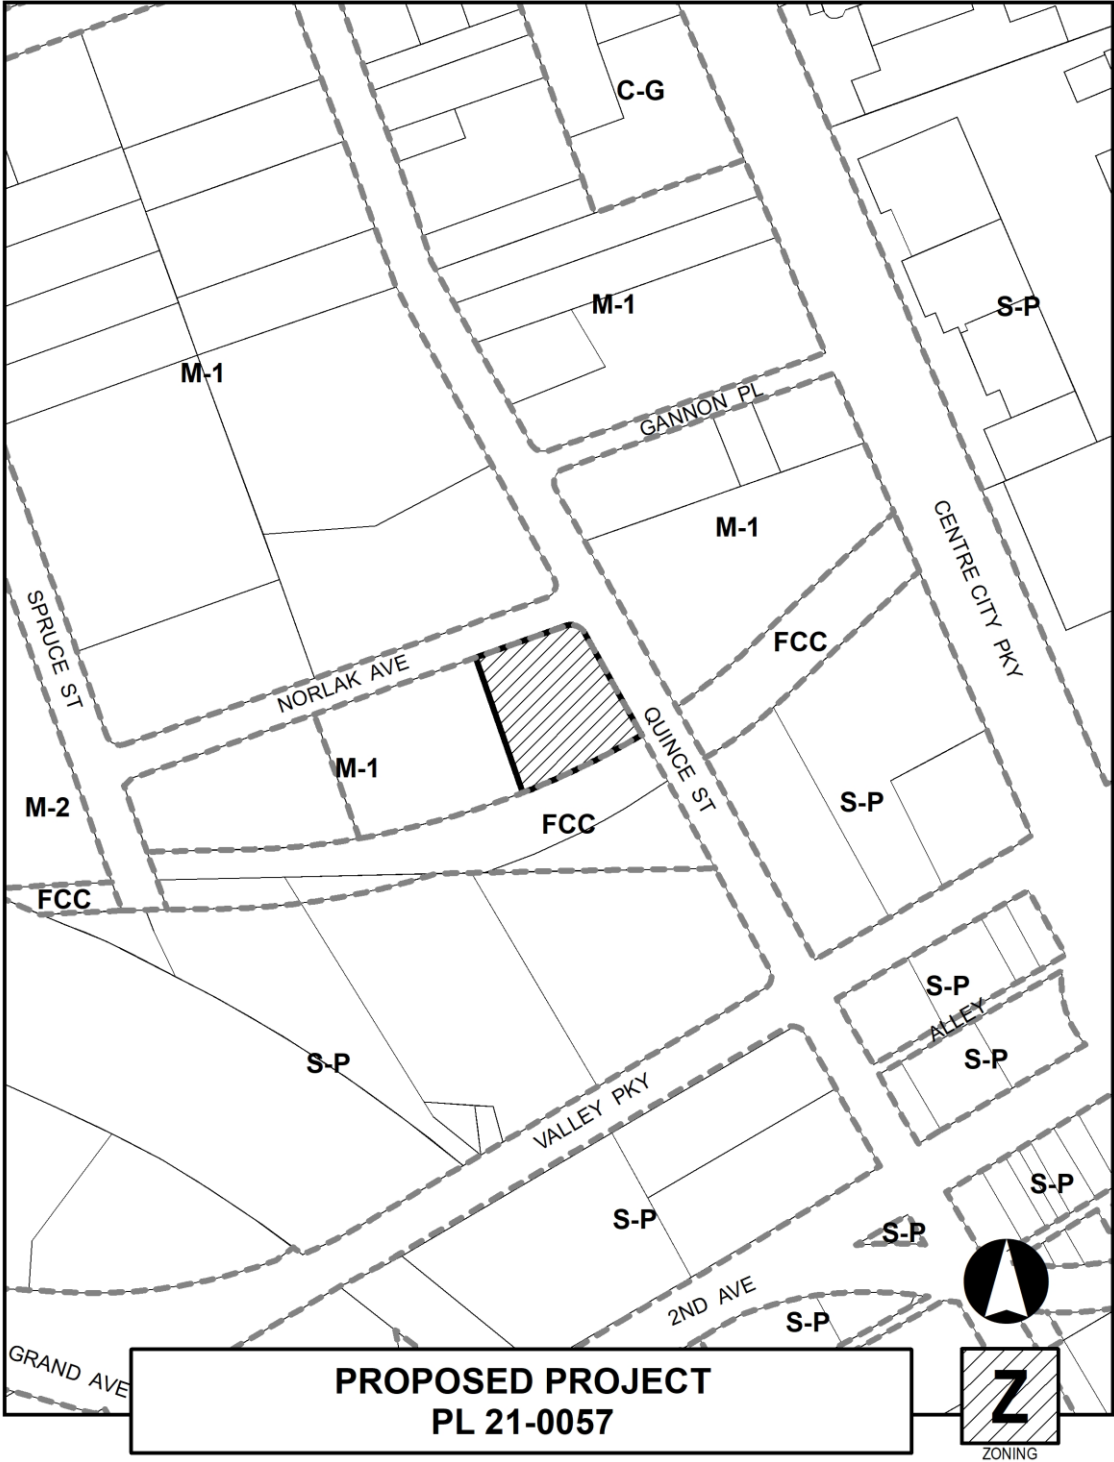 C-G
M-1
S-P
M-1
GANNON PL
M-1
CENTRE CITY PKY
SPRUCE ST
FCC
NORLAK AVE
QUINCE ST
M-1
M-2
S-P
FCC
FCC
S-P
ALLEY
S-P
S-P
VALLEY PKY
S-P
S-P
S-P
2ND AVE
S-P
GRAND AVE
PROPOSED PROJECT
PL 21-0057
Z
ZONING